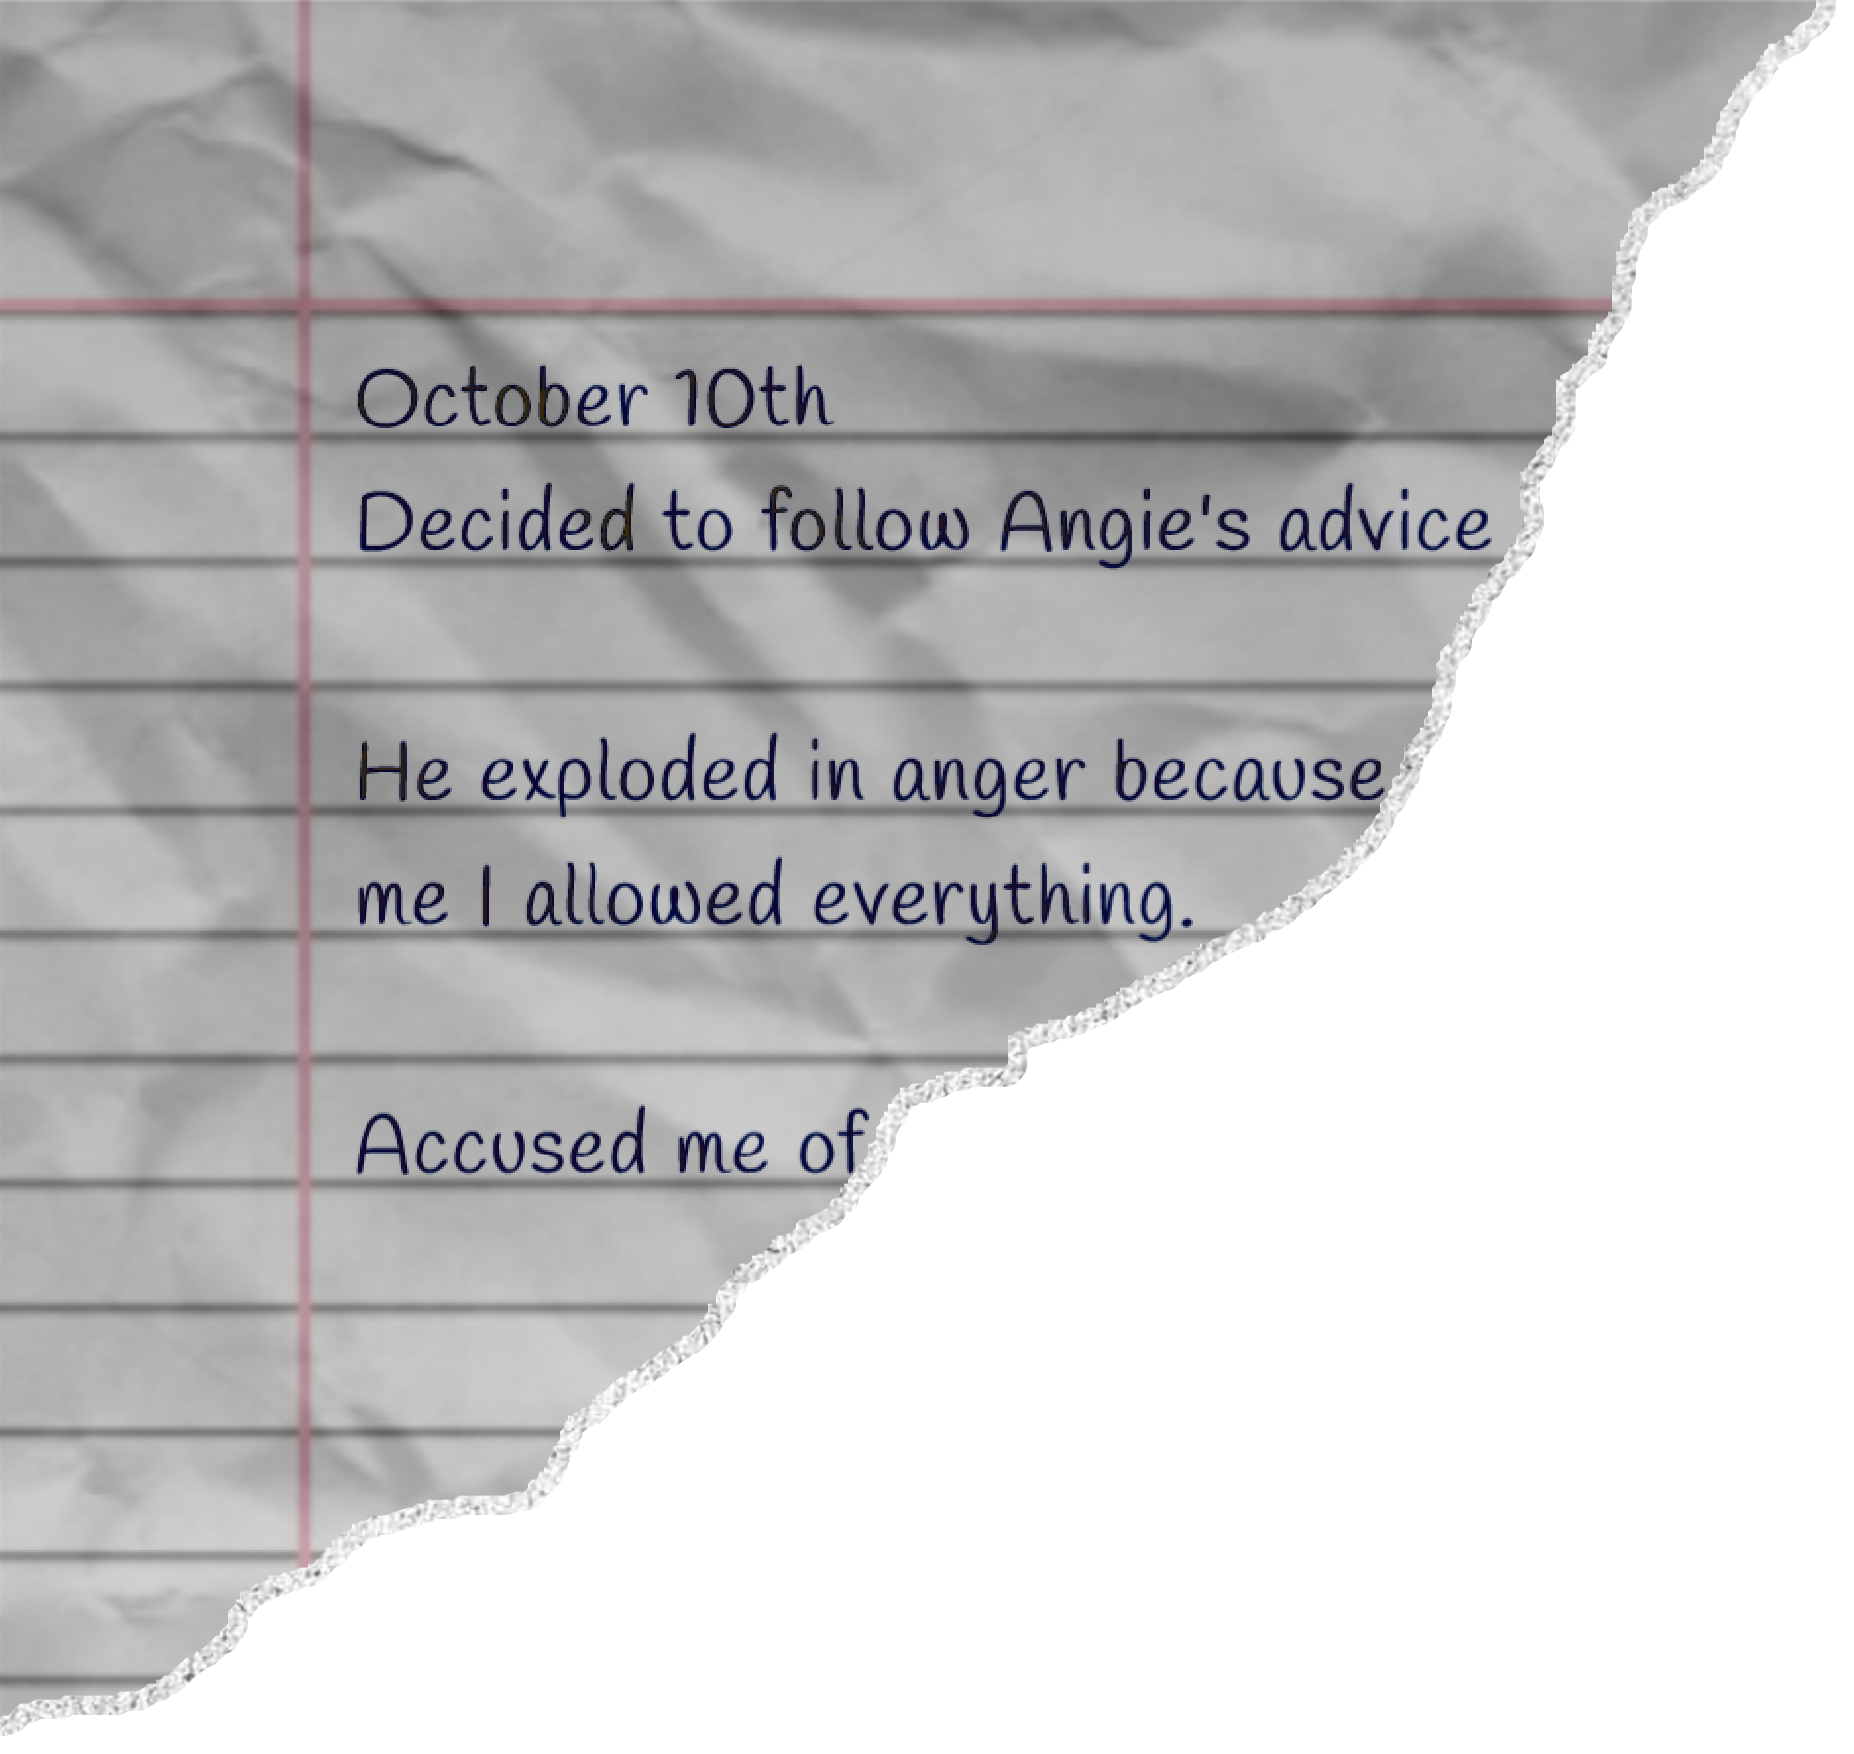 October 10th
Decided to follow Angie's advice
He exploded in anger because
me I allowed everything.
Accused me of